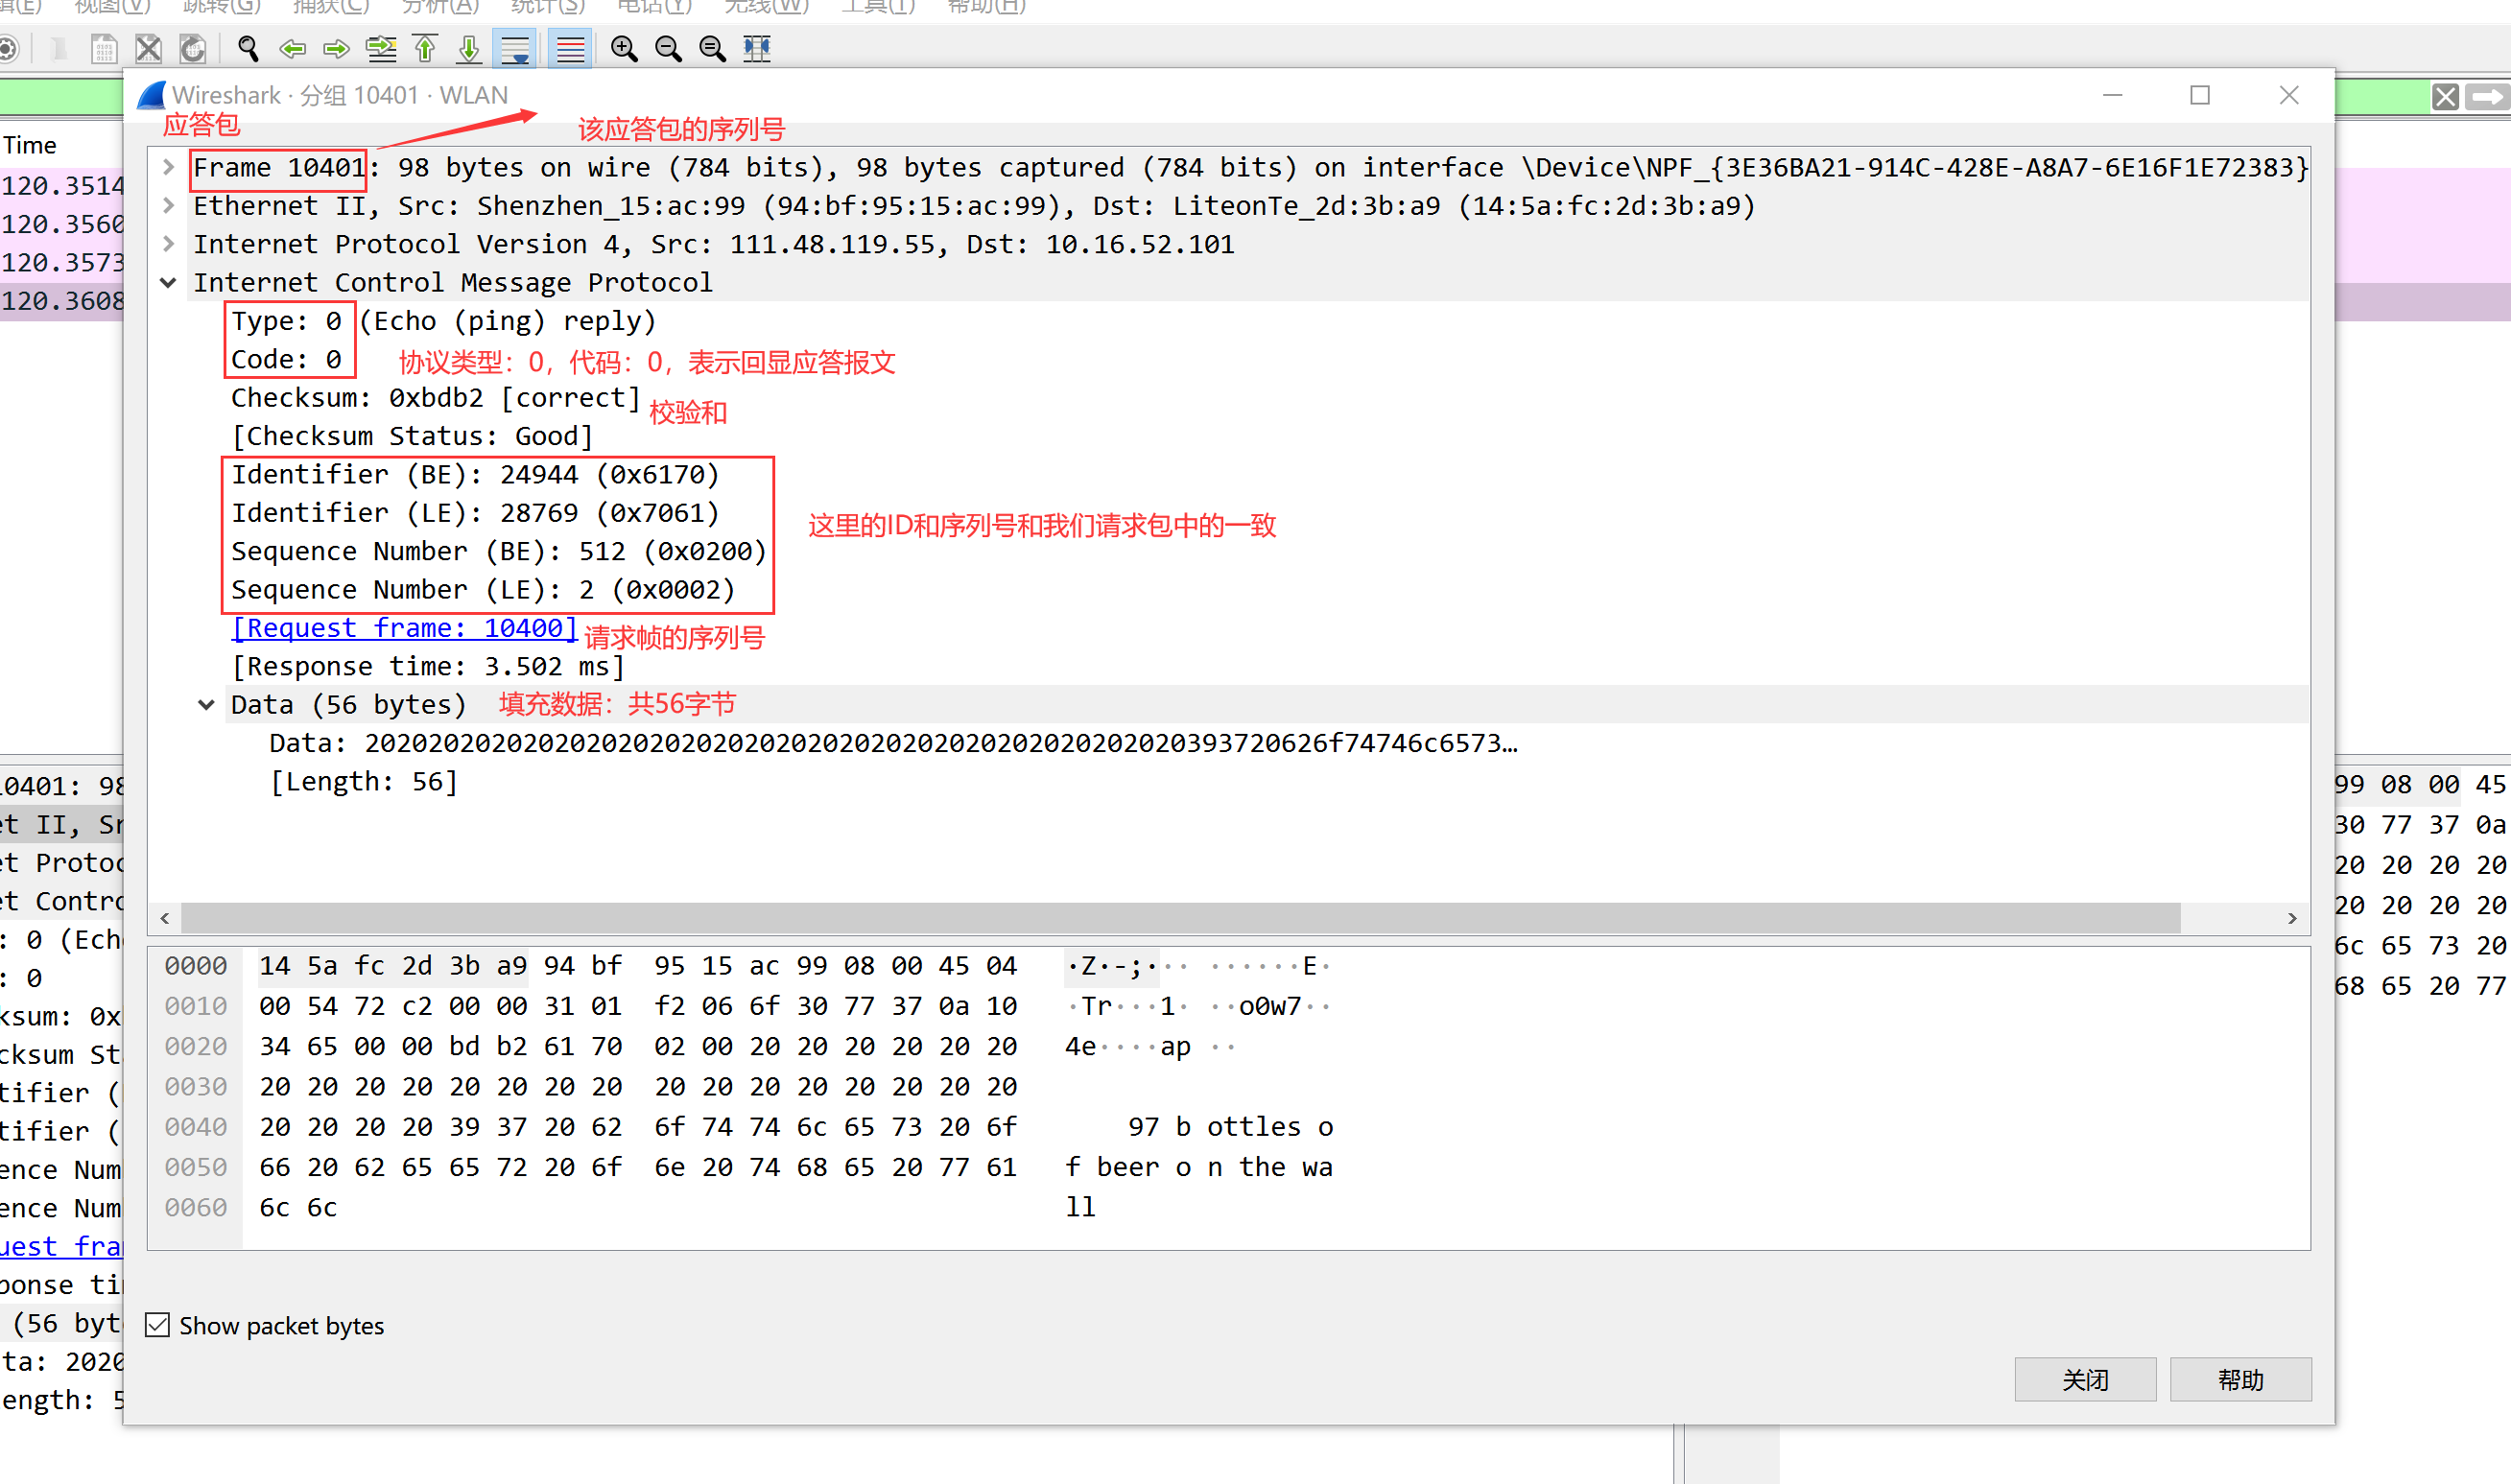 视图(V) 跳转(G) 捕获(C) 分析(A) 统计(S) 电话(Y) 无线(W) 工具(T) 帮助(H)
Wireshark · 分组 10401 · WLAN
应答包
该应答包的序列号
Time
120.3514
120.3560
120.3573
120.3608
Frame 10401: 98 bytes on wire (784 bits), 98 bytes captured (784 bits) on interface \Device\NPF_{3E36BA21-914C-428E-A8A7-6E16F1E72383}
Ethernet II, Src: Shenzhen_15:ac:99 (94:bf:95:15:ac:99), Dst: LiteonTe_2d:3b:a9 (14:5a:fc:2d:3b:a9)
Internet Protocol Version 4, Src: 111.48.119.55, Dst: 10.16.52.101
Internet Control Message Protocol
Type: 0 (Echo (ping) reply)
Code: 0
协议类型：0，代码：0，表示回显应答报文
Checksum: 0xbdb2 [correct]
校验和
[Checksum Status: Good]
Identifier (BE): 24944 (0x6170)
Identifier (LE): 28769 (0x7061)
这里的ID和序列号和我们请求包中的一致
Sequence Number (BE): 512 (0x0200)
Sequence Number (LE): 2 (0x0002)
[Request frame: 10400]
请求帧的序列号
[Response time: 3.502 ms]
Data (56 bytes)
填充数据：共56字节
Data: 2020202020202020202020202020202020202020202020202020393720626f74746c6573…
[Length: 56]
0000 14 5a fc 2d 3b a9 94 bf 95 15 ac 99 08 00 45 04 ·Z·-;··· ······E·
0010 00 54 72 c2 00 00 31 01 f2 06 6f 30 77 37 0a 10 ·Tr···1· ··o0w7··
0020 34 65 00 00 bd b2 61 70 02 00 20 20 20 20 20 20 4e····ap ··
0030 20 20 20 20 20 20 20 20 20 20 20 20 20 20 20 20
0040 20 20 20 20 39 37 20 62 6f 74 74 6c 65 73 20 6f 97 b ottles o
0050 66 20 62 65 65 72 20 6f 6e 20 74 68 65 20 77 61 f beer o n the wa
0060 6c 6c ll
Show packet bytes
关闭
帮助
10401: 98
et II, Sr
et Protoc
et Contro
: 0 (Ech
: 0
ksum: 0x
cksum St
tifier (
tifier (
ence Num
ence Num
uest fra
ponse ti
(56 byt
ta: 2020
ength: 5
99 08 00 45
30 77 37 0a
20 20 20 20
20 20 20 20
6c 65 73 20
68 65 20 77